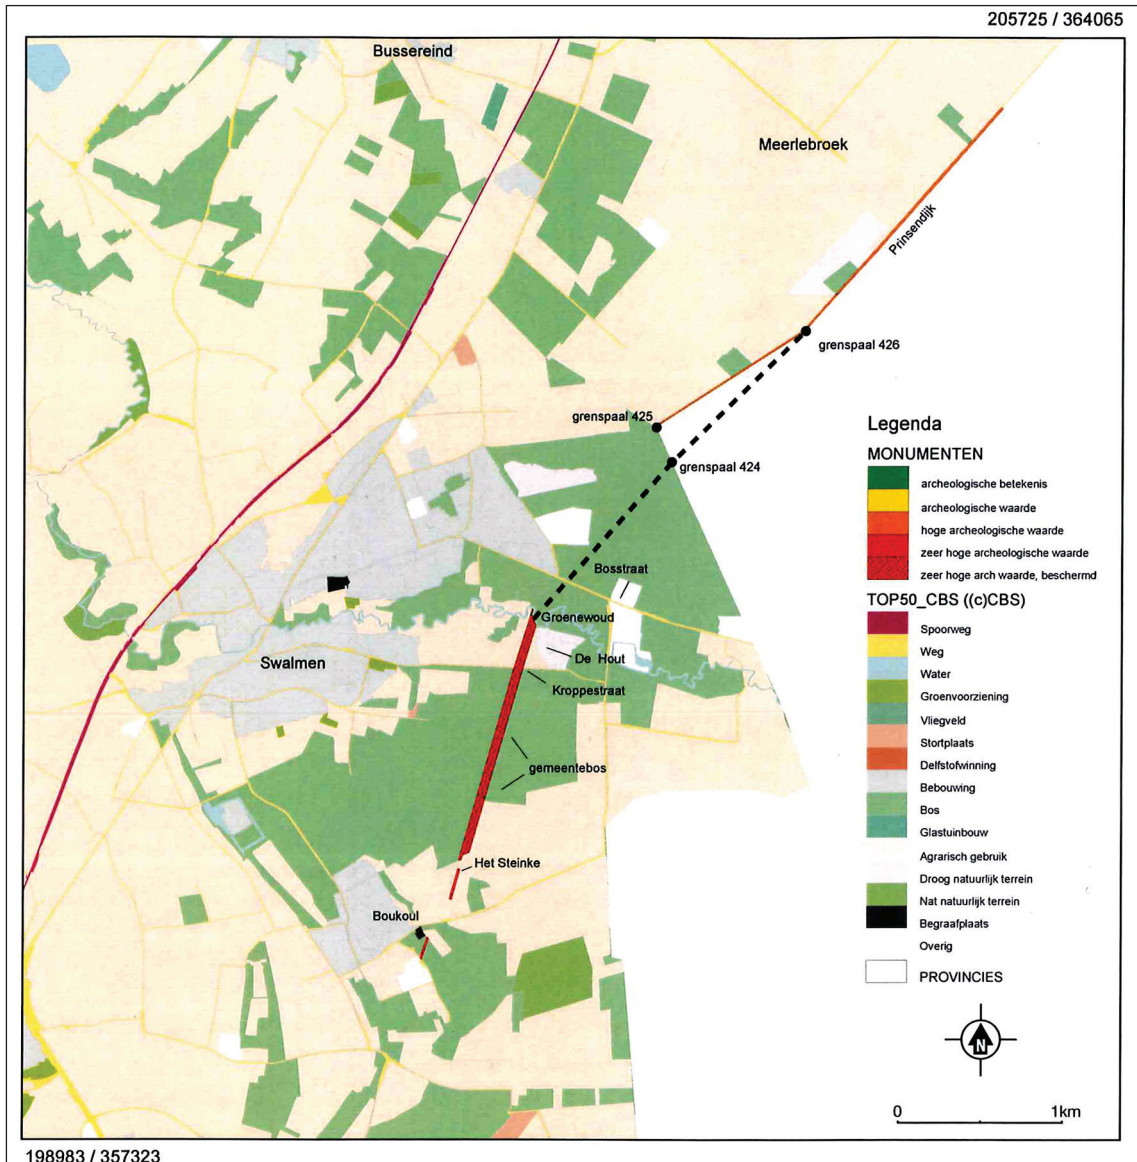 205725 / 364065
Bussereind
Meerlebroek
Prinsendijk
grenspaal 426
grenspaal 425
grenspaal 424
Bosstraat
Groenewoud
De Hout
Swalmen
Kroppestraat
gemeentebos
Het Steinke
Boukoul
Legenda
MONUMENTEN
archeologische betekenis
archeologische waarde
hoge archeologische waarde
zeer hoge archeologische waarde
zeer hoge arch waarde, beschermd
TOP50_CBS ((c)CBS)
Spoorweg
Weg
Water
Groenvoorziening
Vliegveld
Stortplaats
Delfstofwinning
Bebouwing
Bos
Glastuinbouw
Agrarisch gebruik
Droog natuurlijk terrein
Nat natuurlijk terrein
Begraafplaats
Overig
PROVINCIES
N
0 1km
198983 / 357323